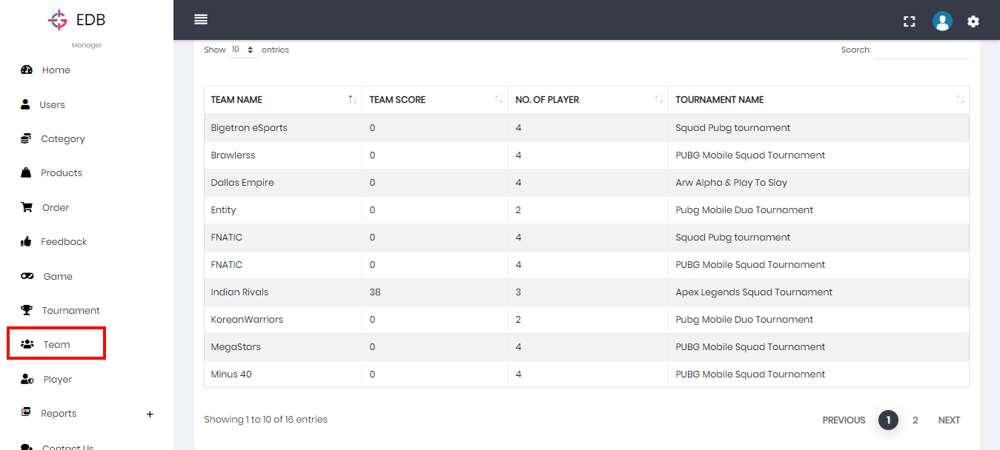 EDB
Manager
Home
Users
Category
Products
Order
Feedback
Game
Tournament
Team
Player
Reports +
Contact Us
Show 10 entries
Search:
TEAM NAME TEAM SCORE NO. OF PLAYER TOURNAMENT NAME
Bigetron eSports 0 4 Squad Pubg tournament
Brawlerss 0 4 PUBG Mobile Squad Tournament
Dallas Empire 0 4 Arw Alpha & Play To Slay
Entity 0 2 Pubg Mobile Duo Tournament
FNATIC 0 4 Squad Pubg tournament
FNATIC 0 4 PUBG Mobile Squad Tournament
Indian Rivals 38 3 Apex Legends Squad Tournament
KoreanWarriors 0 2 Pubg Mobile Duo Tournament
MegaStars 0 4 PUBG Mobile Squad Tournament
Minus 40 0 4 PUBG Mobile Squad Tournament
Showing 1 to 10 of 16 entries
PREVIOUS 1 2 NEXT